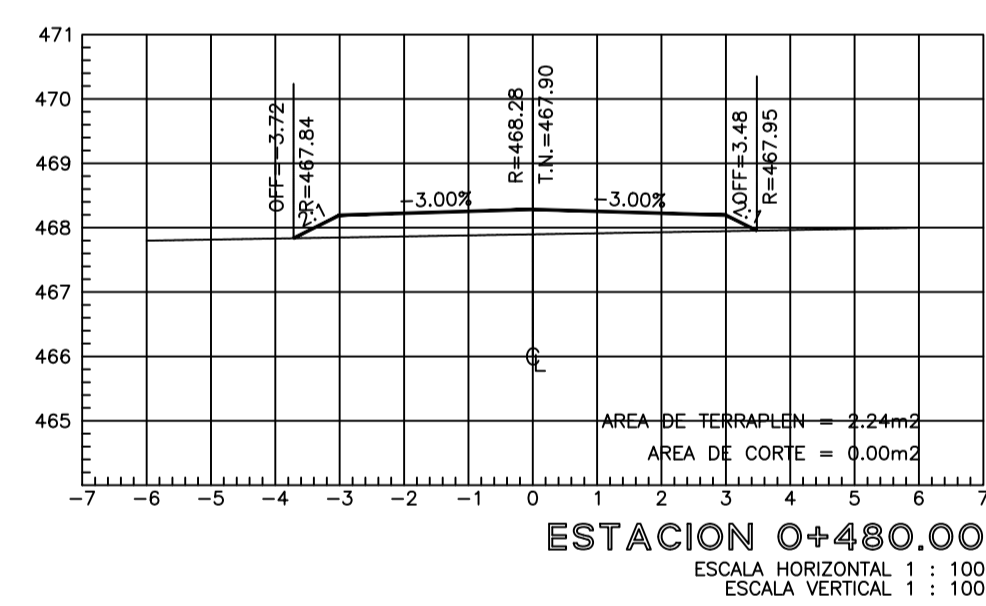 471
470
469
468
467
466
465
OFF=-3.72
R=467.84
2:1
-3.00%
R=468.28
T.N.=467.90
-3.00%
OFF=3.48
R=467.95
CL
AREA DE TERRAPLEN = 2.24m2
AREA DE CORTE = 0.00m2
-7 -6 -5 -4 -3 -2 -1 0 1 2 3 4 5 6 7
ESTACION 0+480.00
ESCALA HORIZONTAL 1 : 100
ESCALA VERTICAL 1 : 100